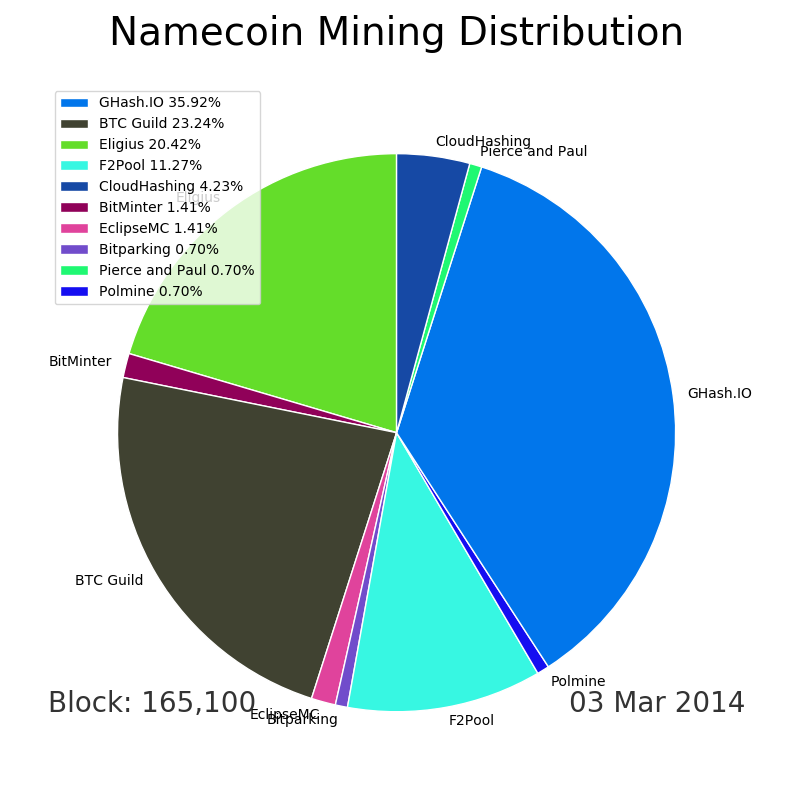 Namecoin Mining Distribution
GHash.IO 35.92%
BTC Guild 23.24%
Eligius 20.42%
F2Pool 11.27%
CloudHashing 4.23%
BitMinter 1.41%
EclipseMC 1.41%
Bitparking 0.70%
Pierce and Paul 0.70%
Polmine 0.70%
CloudHashing
Pierce and Paul
Eligius
BitMinter
GHash.IO
BTC Guild
Polmine
EclipseMC
Bitparking
F2Pool
Block: 165,100
03 Mar 2014